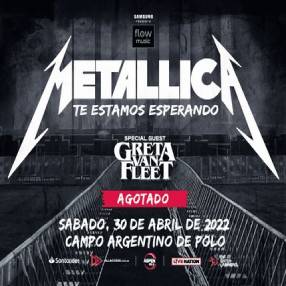 SAMSUNG
flow
music
METALLICA
TE ESTAMOS ESPERANDO
SPECIAL GUEST
GRETA
VAN
FLEET
AGOTADO
SABADO, 30 DE ABRIL DE 2022
CAMPO ARGENTINO DE POLO
Santander
LIVE NATION